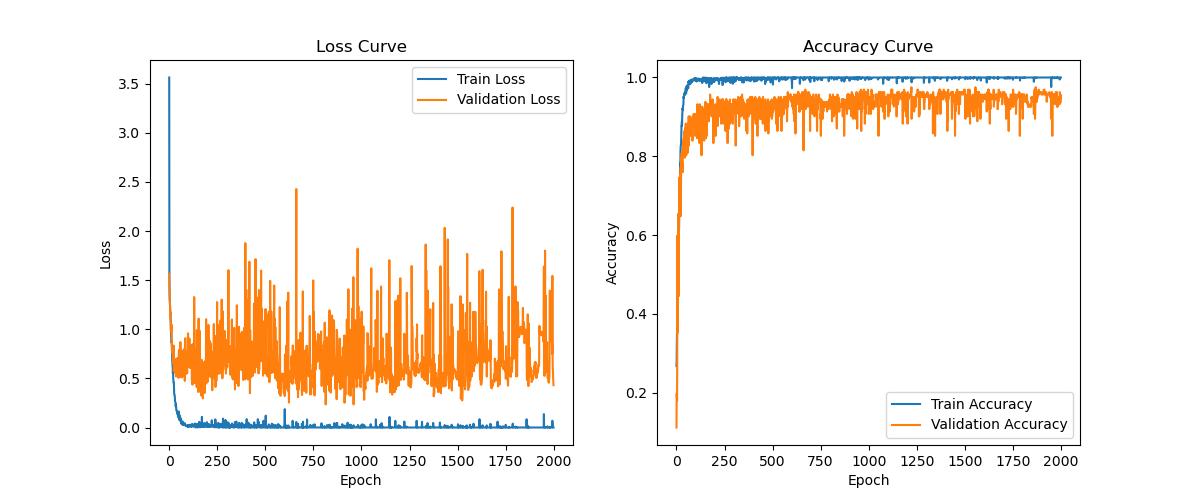 Loss Curve
3.5
3.0
2.5
2.0
1.5
1.0
0.5
0.0
Loss
0 250 500 750 1000 1250 1500 1750 2000
Epoch
Train Loss
Validation Loss
Accuracy Curve
1.0
0.8
0.6
0.4
0.2
Accuracy
0 250 500 750 1000 1250 1500 1750 2000
Epoch
Train Accuracy
Validation Accuracy